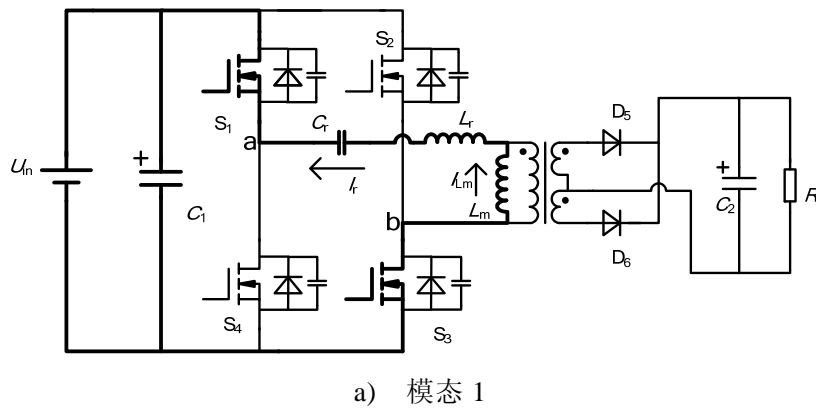 S2
S1
Cr
Lr
D5
a
Uin
+
C1
Ir
ILm
Lm
+
C2
R
b
D6
S4
S3
a) 模态 1